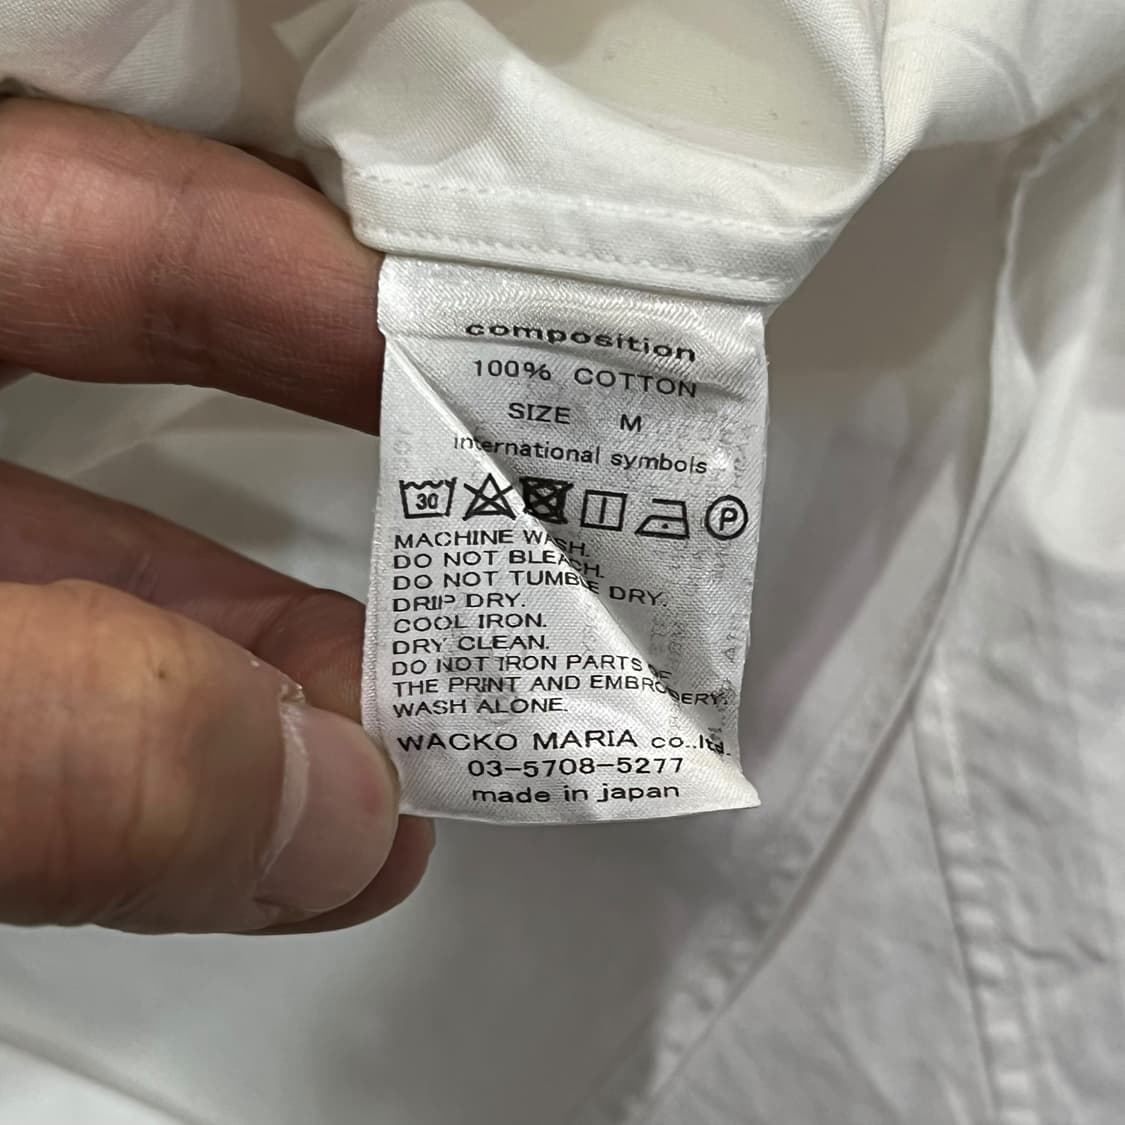 composition
100% COTTON
SIZE M
international symbols
30 P
MACHINE WASH.
DO NOT BLEACH.
DO NOT TUMBLE DRY.
DRIP DRY.
COOL IRON.
DRY CLEAN.
DO NOT IRON PARTS OF
THE PRINT AND EMBRODERY.
WASH ALONE.
WACKO MARIA co.,ltd.
03-5708-5277
made in japan